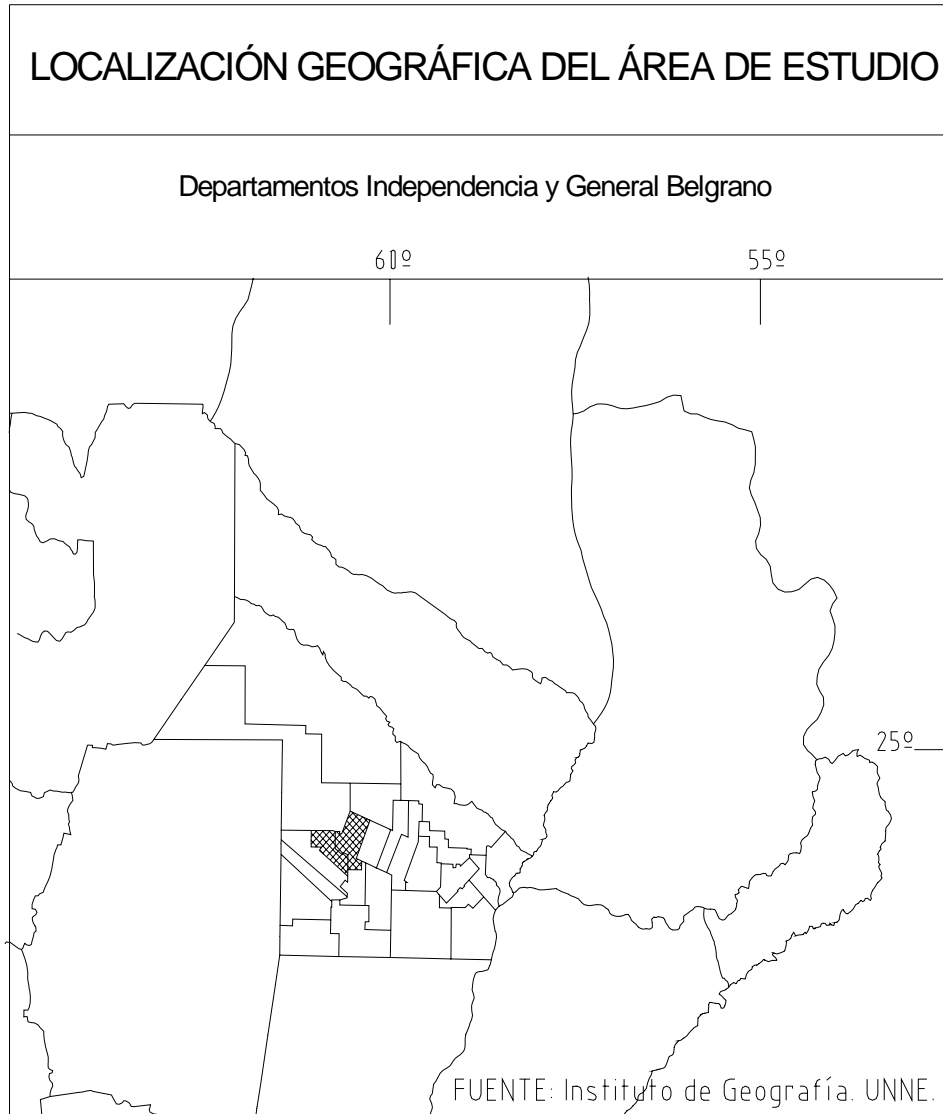 LOCALIZACIÓN GEOGRÁFICA DEL ÁREA DE ESTUDIO
Departamentos Independencia y General Belgrano
60º 55º
25º
FUENTE: Instituto de Geografía. UNNE.